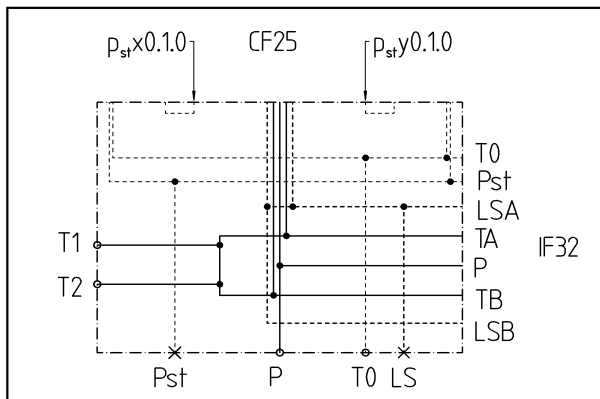 pstx0.1.0 CF25 psty0.1.0
T0
Pst
LSA
T1 TA IF32
P
T2 TB
LSB
Pst P T0 LS